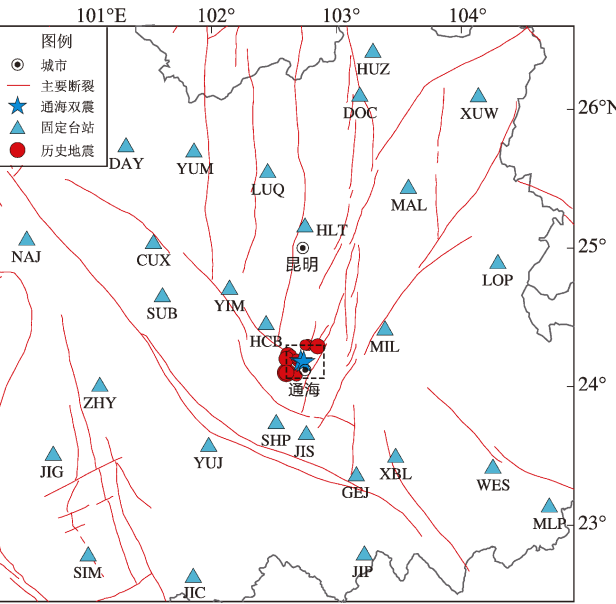 101°E 102° 103° 104°
图例
城市
主要断裂
通海双震
固定台站
历史地震
HUZ
DOC
XUW
26°N
DAY
YUM
LUQ
MAL
HLT
25°
NAJ
CUX
昆明
LOP
SUB
YIM
HCB
MIL
24°
通海
ZHY
SHP
JIS
YUJ
JIG
XBL
GEJ
WES
MLP
23°
SIM
JIP
JIC